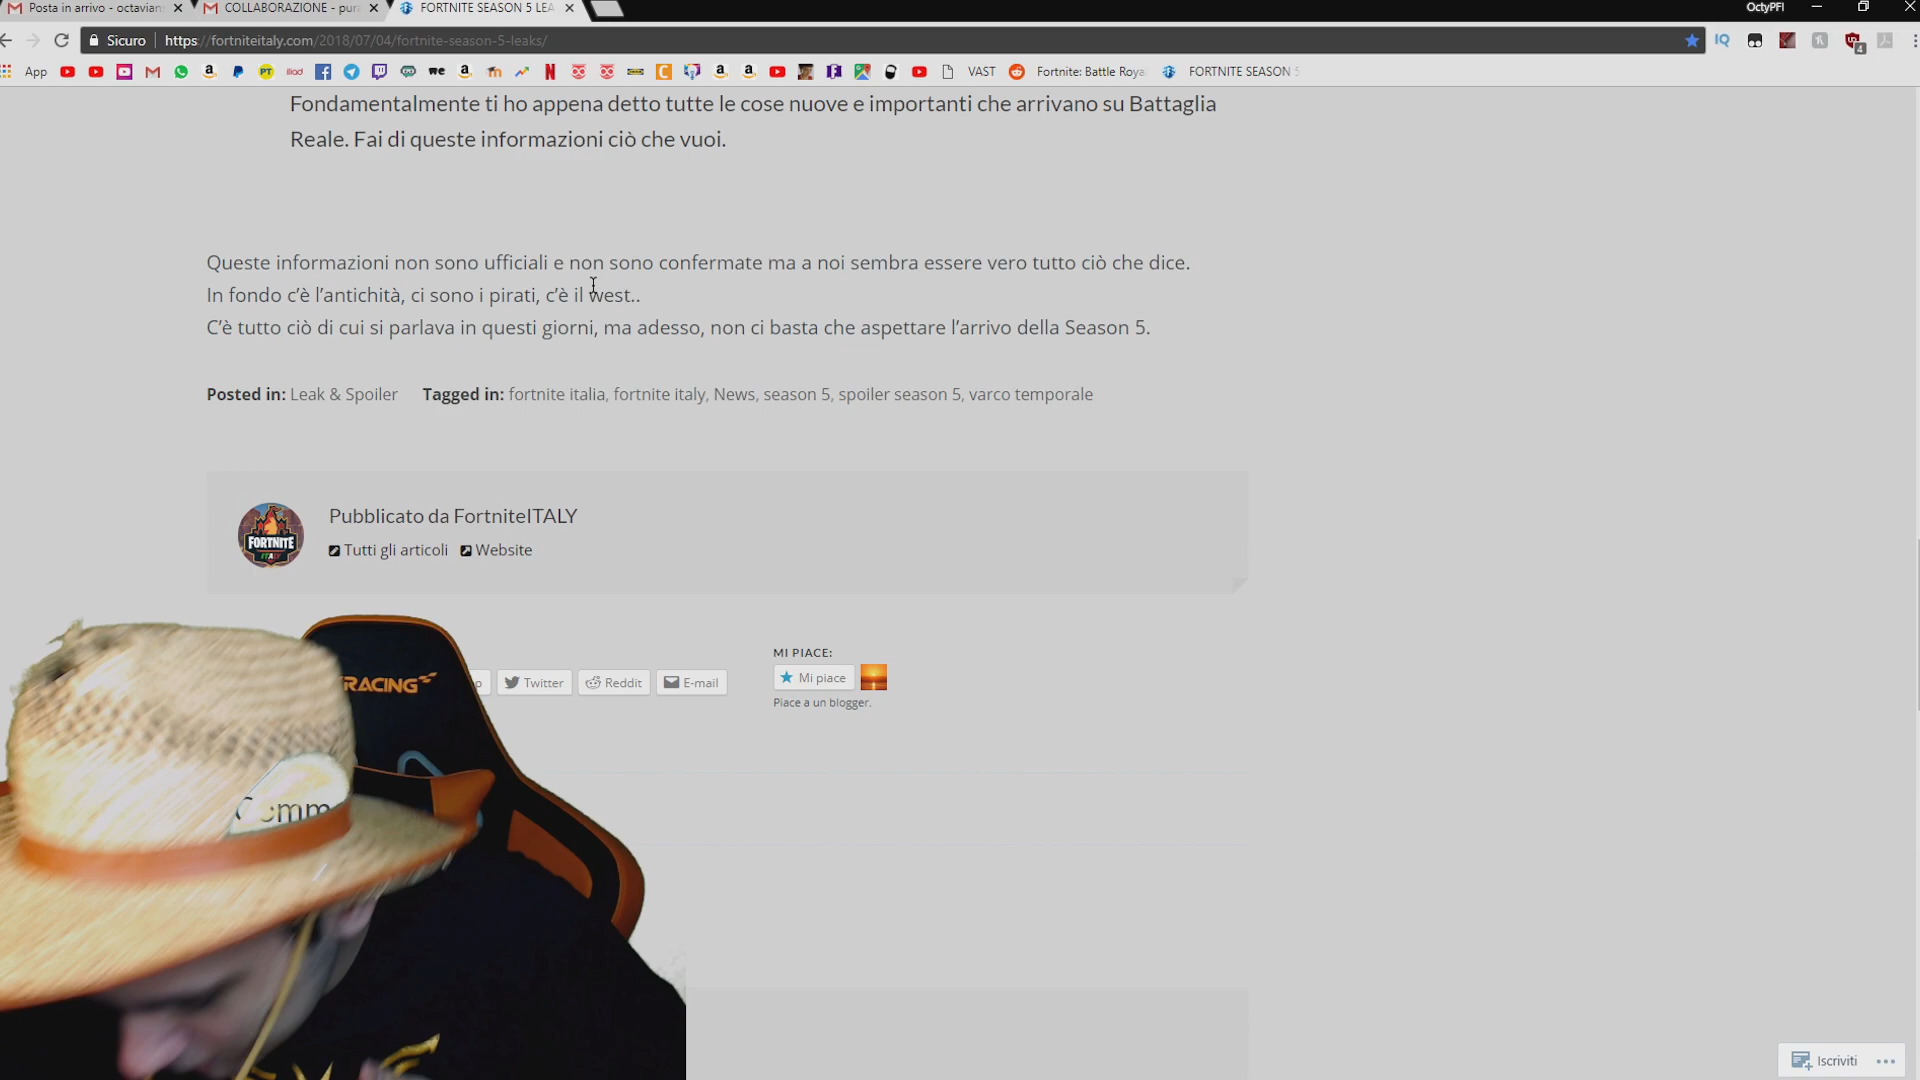 Posta in arrivo - octavian
COLLABORAZIONE - pura
FORTNITE SEASON 5 LEA
OctyPFI
Sicuro
https://fortniteitaly.com/2018/07/04/fortnite-season-5-leaks/
App
VAST
Fortnite: Battle Roya
FORTNITE SEASON 5
Fondamentalmente ti ho appena detto tutte le cose nuove e importanti che arrivano su Battaglia
Reale. Fai di queste informazioni ciò che vuoi.
Queste informazioni non sono ufficiali e non sono confermate ma a noi sembra essere vero tutto ciò che dice.
In fondo c’è l’antichità, ci sono i pirati, c’è il west..
C’è tutto ciò di cui si parlava in questi giorni, ma adesso, non ci basta che aspettare l’arrivo della Season 5.
Posted in: Leak & Spoiler Tagged in: fortnite italia, fortnite italy, News, season 5, spoiler season 5, varco temporale
FORTNITE
ITALY
Pubblicato da FortniteITALY
Tutti gli articoli Website
MI PIACE:
Twitter Reddit E-mail
Mi piace
Piace a un blogger.
RACING
Comm
Iscriviti